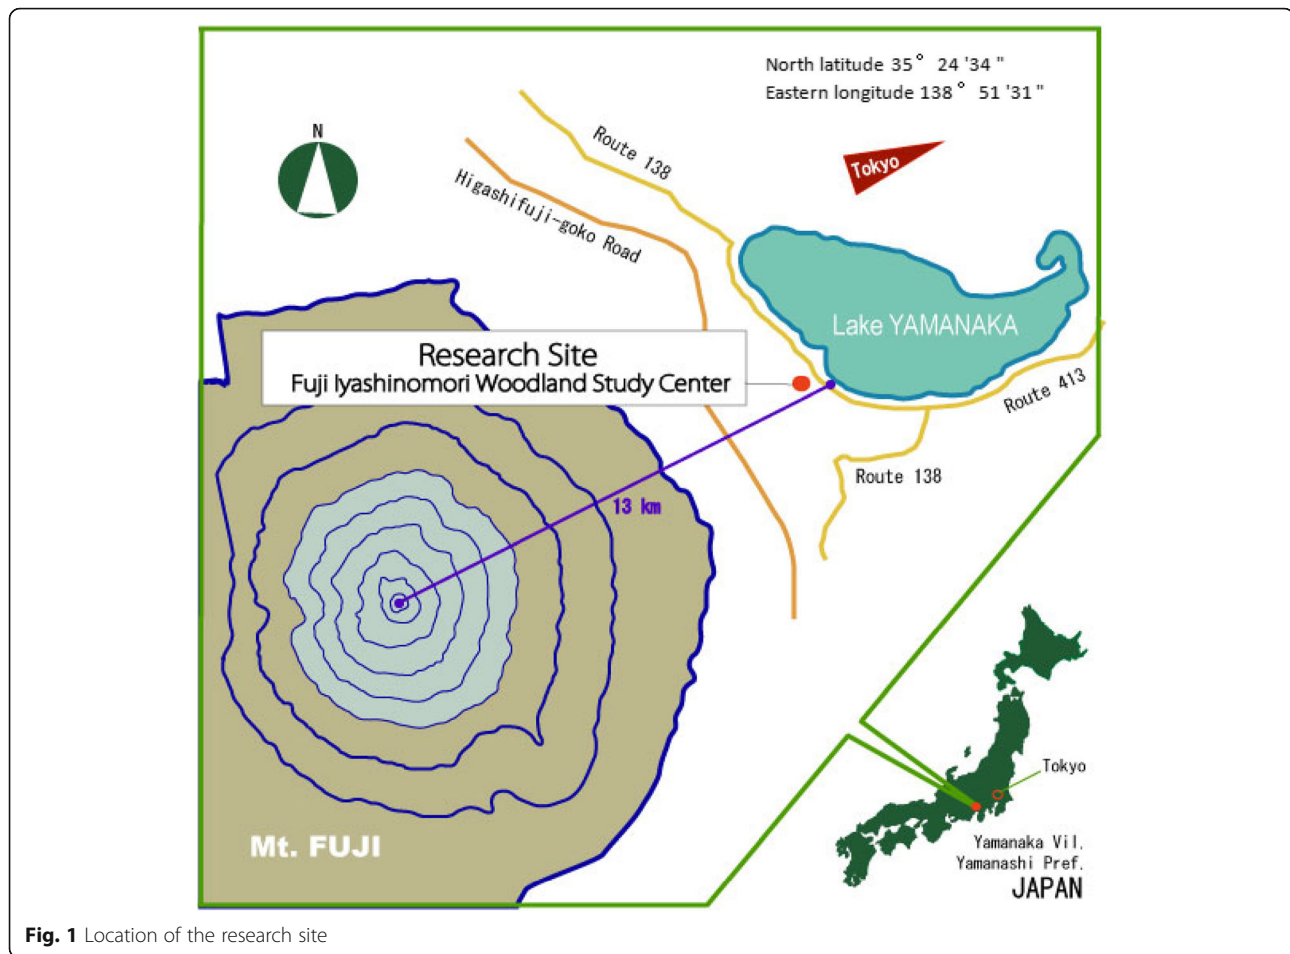 North latitude 35° 24 '34 "
Eastern longitude 138° 51 '31 "
N
Route 138
Tokyo
Higashifuji-goko Road
Lake YAMANAKA
Research Site
Fuji Iyashinomori Woodland Study Center
Route 413
Route 138
13 km
Tokyo
Mt. FUJI
Yamanaka Vil.
Yamanashi Pref.
JAPAN
Fig. 1 Location of the research site